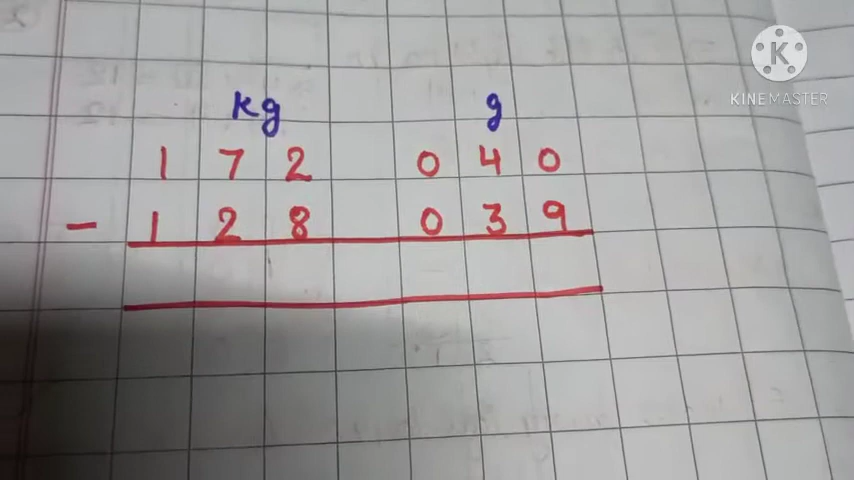 K
KINEMASTER
kg g
1 7 2 0 4 0
- 1 2 8 0 3 9